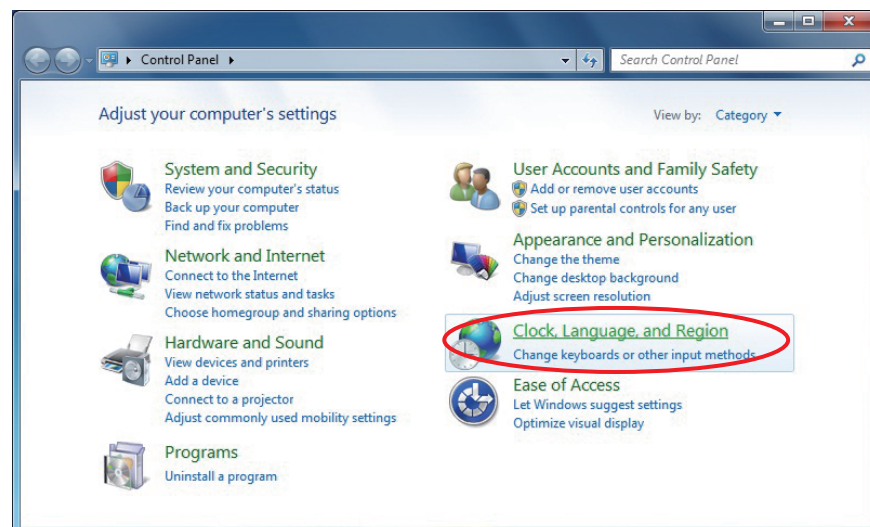 Control Panel
Search Control Panel
Adjust your computer's settings
View by: Category
System and Security
Review your computer's status
Back up your computer
Find and fix problems
Network and Internet
Connect to the Internet
View network status and tasks
Choose homegroup and sharing options
Hardware and Sound
View devices and printers
Add a device
Connect to a projector
Adjust commonly used mobility settings
Programs
Uninstall a program
User Accounts and Family Safety
Add or remove user accounts
Set up parental controls for any user
Appearance and Personalization
Change the theme
Change desktop background
Adjust screen resolution
Clock, Language, and Region
Change keyboards or other input methods
Ease of Access
Let Windows suggest settings
Optimize visual display